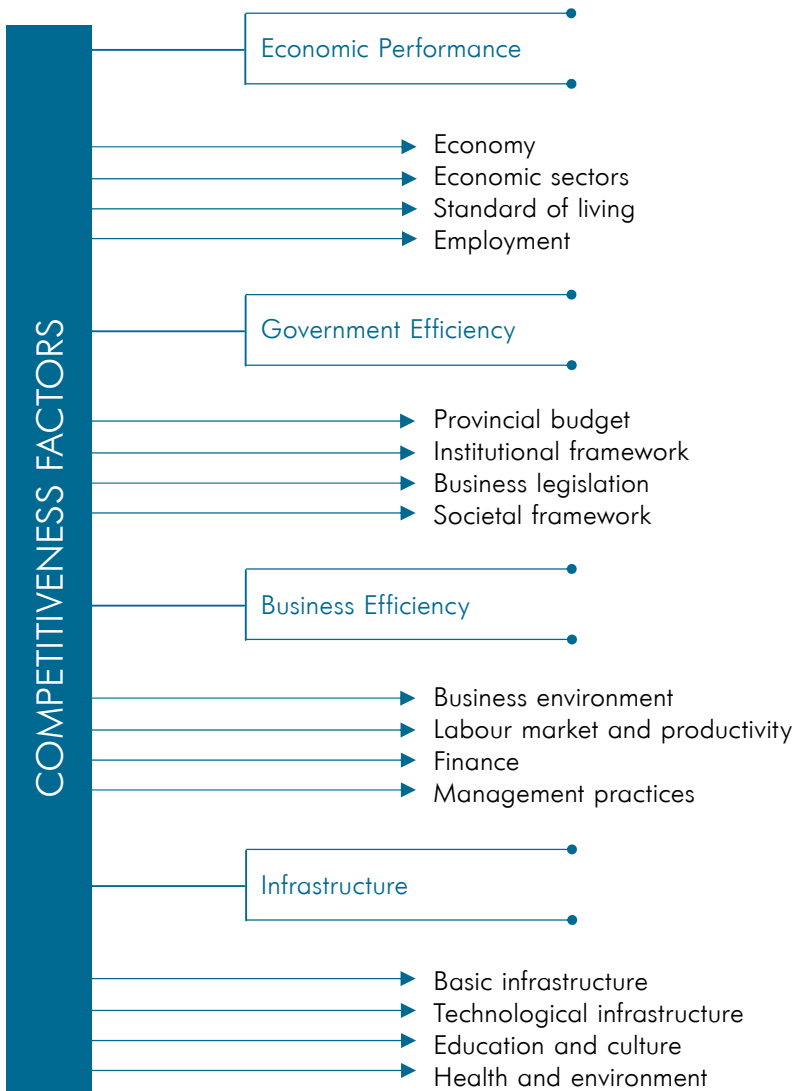 COMPETITIVENESS FACTORS
Economic Performance
Economy
Economic sectors
Standard of living
Employment
Government Efficiency
Provincial budget
Institutional framework
Business legislation
Societal framework
Business Efficiency
Business environment
Labour market and productivity
Finance
Management practices
Infrastructure
Basic infrastructure
Technological infrastructure
Education and culture
Health and environment